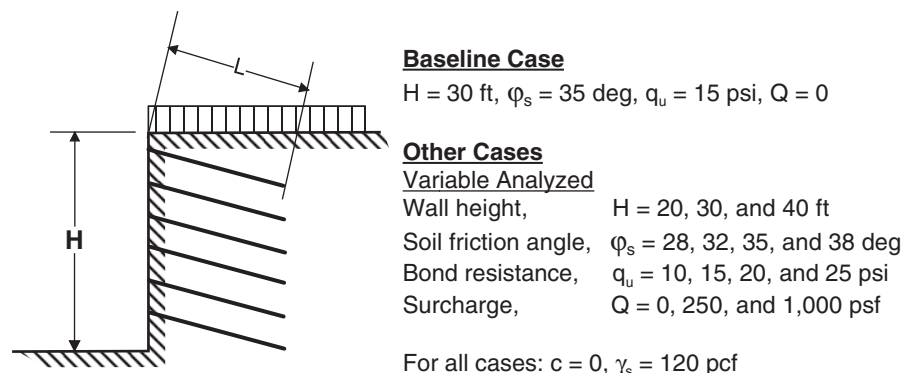 L
H
Baseline Case
H = 30 ft, φs = 35 deg, qu = 15 psi, Q = 0
Other Cases
Variable Analyzed
Wall height, H = 20, 30, and 40 ft
Soil friction angle, φs = 28, 32, 35, and 38 deg
Bond resistance, qu = 10, 15, 20, and 25 psi
Surcharge, Q = 0, 250, and 1,000 psf
For all cases: c = 0, γs = 120 pcf